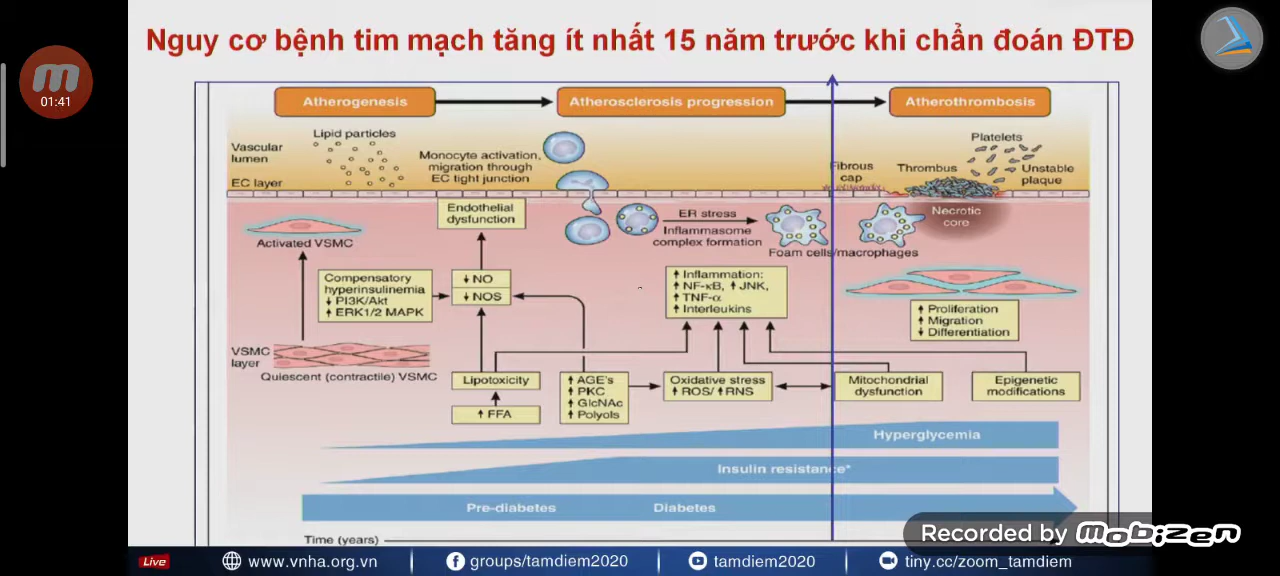 Nguy cơ bệnh tim mạch tăng ít nhất 15 năm trước khi chẩn đoán ĐTĐ
01:41
Atherogenesis
Atherosclerosis progression
Atherothrombosis
Lipid particles
Vascular
lumen
EC layer
Monocyte activation,
migration through
EC tight junction
Fibrous
cap
Thrombus
Platelets
Unstable
plaque
Endothelial
dysfunction
Activated VSMC
ER stress
Inflammasome
complex formation
Foam cells/macrophages
Necrotic
core
Compensatory
hyperinsulinemia
↓ PI3K/Akt
↑ ERK1/2 MAPK
↓ NO
↓ NOS
↑ Inflammation:
↑ NF-κB, ↑ JNK,
↑ TNF-α
↑ Interleukins
↑ Proliferation
↑ Migration
↓ Differentiation
VSMC
layer
Quiescent (contractile) VSMC
Lipotoxicity
↑ FFA
↑ AGE's
↑ PKC
↑ GlcNAc
↑ Polyols
Oxidative stress
↑ ROS/ ↑ RNS
Mitochondrial
dysfunction
Epigenetic
modifications
Hyperglycemia
Insulin resistance*
Pre-diabetes
Diabetes
Time (years)
Recorded by mobizen
Live
www.vnha.org.vn
groups/tamdiem2020
tamdiem2020
tiny.cc/zoom_tamdiem